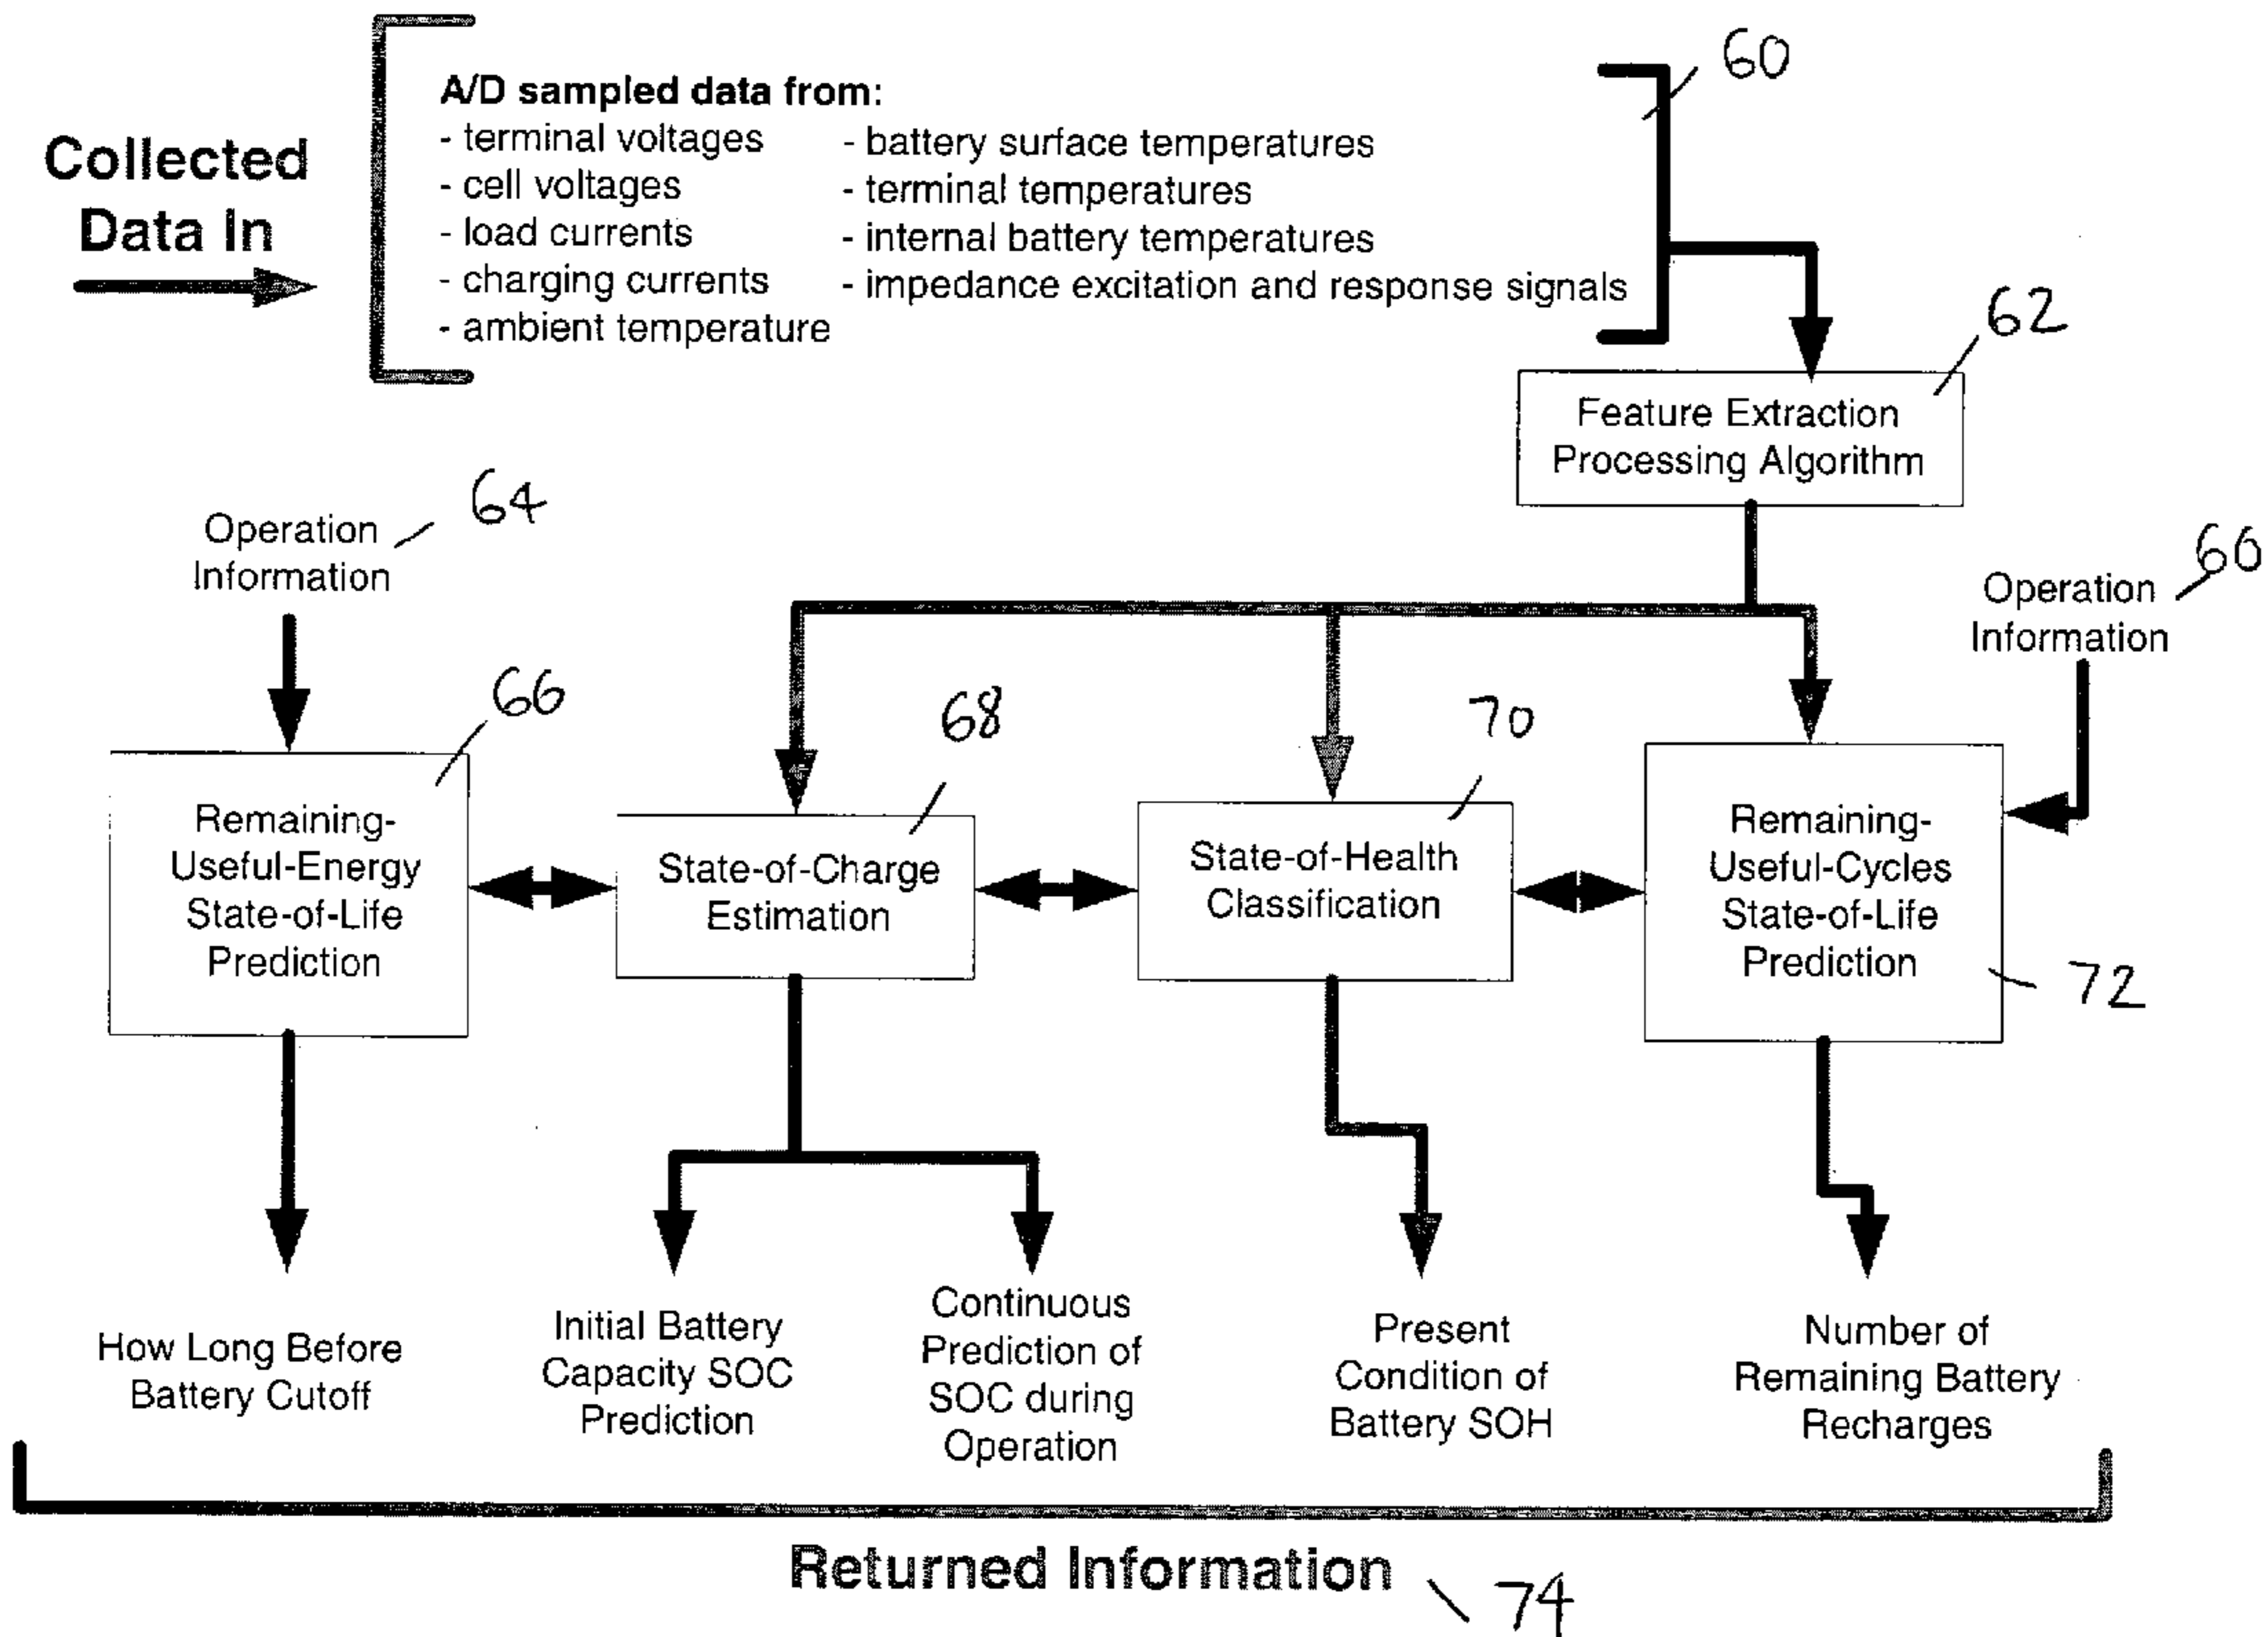 60
A/D sampled data from:
Collected
Data In
- terminal voltages
- cell voltages
- load currents
- charging currents
- ambient temperature
- battery surface temperatures
- terminal temperatures
- internal battery temperatures
- impedance excitation and response signals
62
Feature Extraction
Processing Algorithm
64
Operation
Information
66
Operation
Information
66
68
70
Remaining-
Useful-Energy
State-of-Life
Prediction
State-of-Charge
Estimation
State-of-Health
Classification
Remaining-
Useful-Cycles
State-of-Life
Prediction
72
How Long Before
Battery Cutoff
Initial Battery
Capacity SOC
Prediction
Continuous
Prediction of
SOC during
Operation
Present
Condition of
Battery SOH
Number of
Remaining Battery
Recharges
Returned Information
74